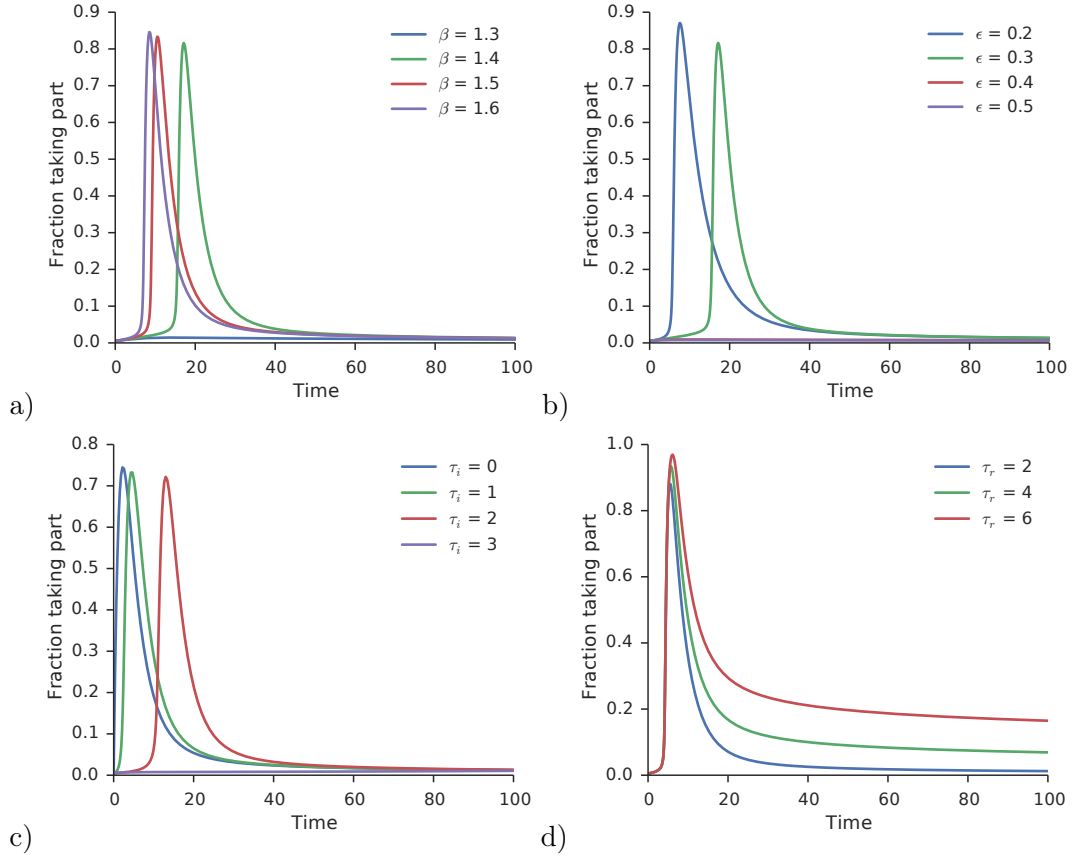 0.9
0.8
0.7
0.6
0.5
0.4
0.3
0.2
0.1
0.0
0 20 40 60 80 100
Fraction taking part
Time
β = 1.3
β = 1.4
β = 1.5
β = 1.6
a)
0.9
0.8
0.7
0.6
0.5
0.4
0.3
0.2
0.1
0.0
0 20 40 60 80 100
Fraction taking part
Time
ϵ = 0.2
ϵ = 0.3
ϵ = 0.4
ϵ = 0.5
b)
0.8
0.7
0.6
0.5
0.4
0.3
0.2
0.1
0.0
0 20 40 60 80 100
Fraction taking part
Time
τᵢ = 0
τᵢ = 1
τᵢ = 2
τᵢ = 3
c)
1.0
0.8
0.6
0.4
0.2
0.0
0 20 40 60 80 100
Fraction taking part
Time
τᵣ = 2
τᵣ = 4
τᵣ = 6
d)